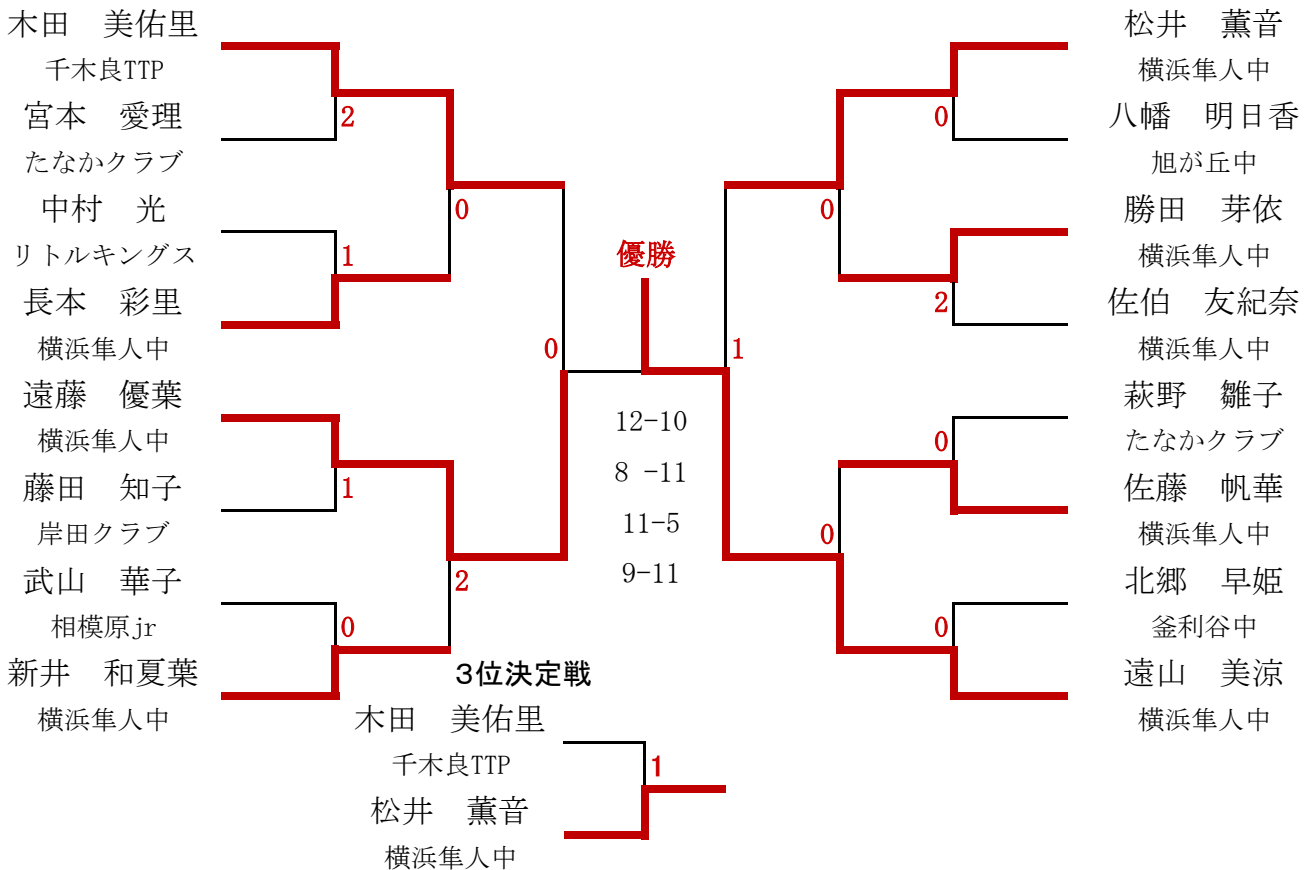 木田　美佑里
千木良TTP
2
宮本　愛理
たなかクラブ
0
中村　光
リトルキングス
1
長本　彩里
横浜隼人中
0
遠藤　優葉
横浜隼人中
藤田　知子
1
岸田クラブ
武山　華子
2
相模原jr
0
新井　和夏葉
横浜隼人中
優勝
12-10
8 -11
11-5
9-11
松井　薫音
横浜隼人中
0
八幡　明日香
旭が丘中
0
勝田　芽依
横浜隼人中
2
佐伯　友紀奈
横浜隼人中
1
萩野　雛子
0
たなかクラブ
佐藤　帆華
横浜隼人中
0
北郷　早姫
0
釜利谷中
遠山　美涼
横浜隼人中
3位決定戦
木田　美佑里
千木良TTP
1
松井　薫音
横浜隼人中